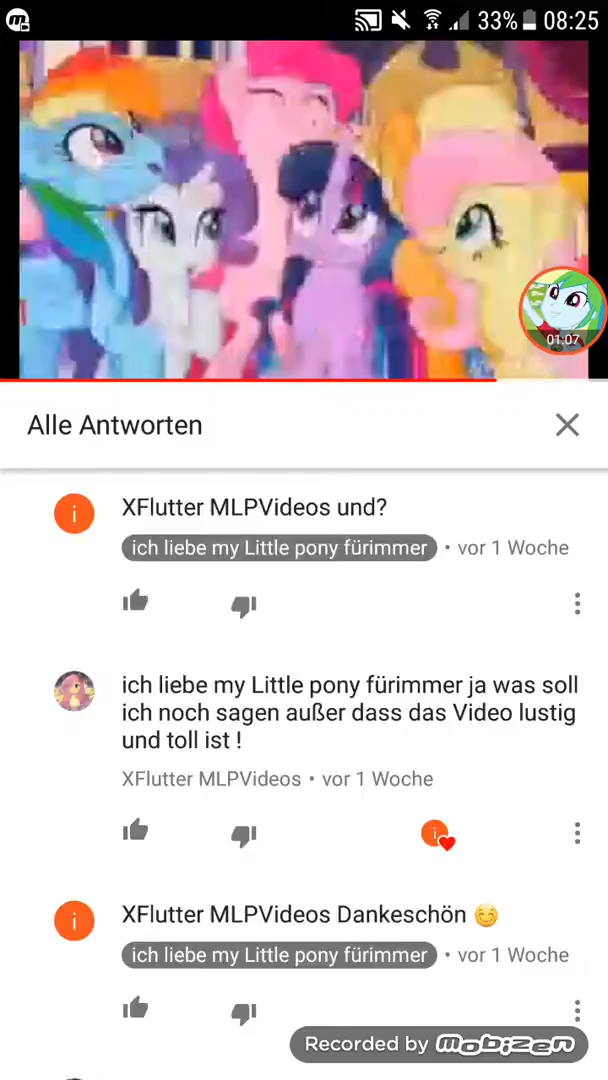 33% 08:25
01:07
Alle Antworten
i
XFlutter MLPVideos und?
ich liebe my Little pony fürimmer • vor 1 Woche
ich liebe my Little pony fürimmer ja was soll
ich noch sagen außer dass das Video lustig
und toll ist !
XFlutter MLPVideos • vor 1 Woche
i
i
XFlutter MLPVideos Dankeschön 😊
ich liebe my Little pony fürimmer • vor 1 Woche
Recorded by mobizen